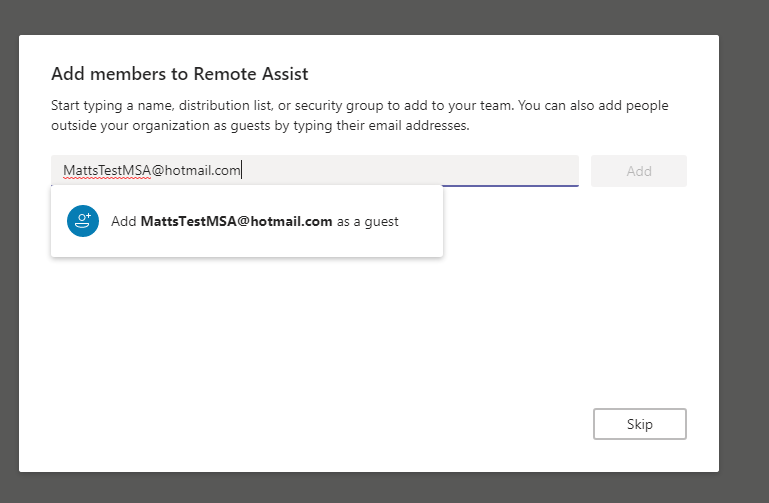 Add members to Remote Assist
Start typing a name, distribution list, or security group to add to your team. You can also add people
outside your organization as guests by typing their email addresses.
MattsTestMSA@hotmail.com
Add
Add MattsTestMSA@hotmail.com as a guest
Skip